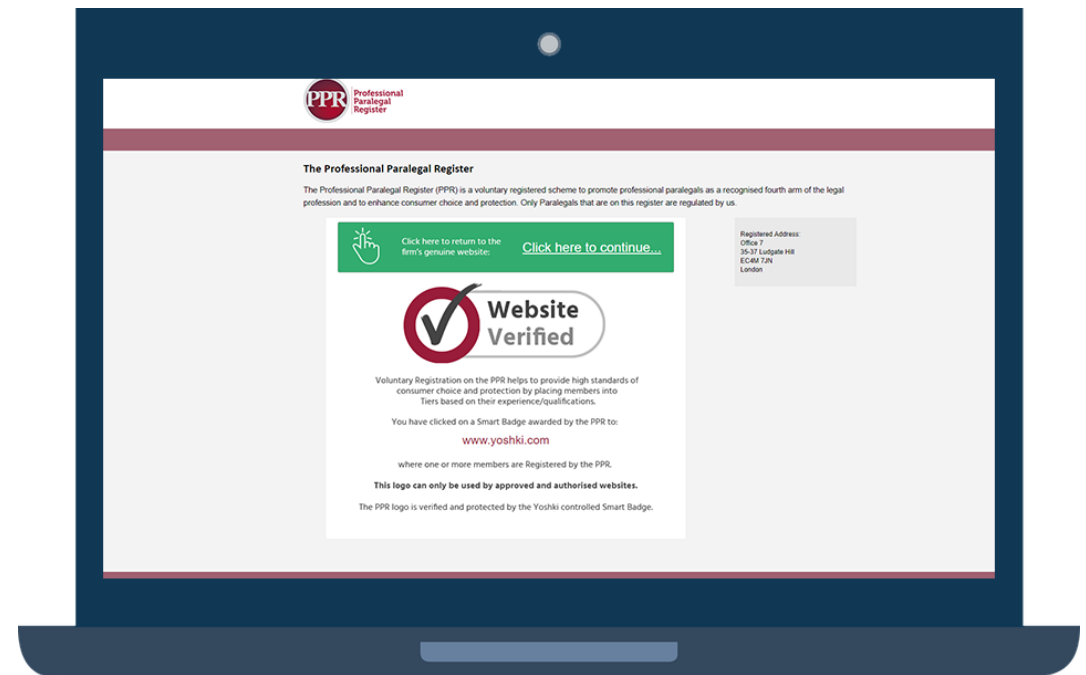 PPR
Professional
Paralegal
Register
The Professional Paralegal Register
The Professional Paralegal Register (PPR) is a voluntary registered scheme to promote professional paralegals as a recognised fourth arm of the legal
profession and to enhance consumer choice and protection. Only Paralegals that are on this register are regulated by us.
Click here to return to the
firm's genuine website:
Click here to continue...
Registered Address:
Office 7
35-37 Ludgate Hill
EC4M 7JN
London
Website
Verified
Voluntary Registration on the PPR helps to provide high standards of
consumer choice and protection by placing members into
Tiers based on their experience/qualifications.
You have clicked on a Smart Badge awarded by the PPR to:
www.yoshki.com
where one or more members are Registered by the PPR.
This logo can only be used by approved and authorised websites.
The PPR logo is verified and protected by the Yoshki controlled Smart Badge.